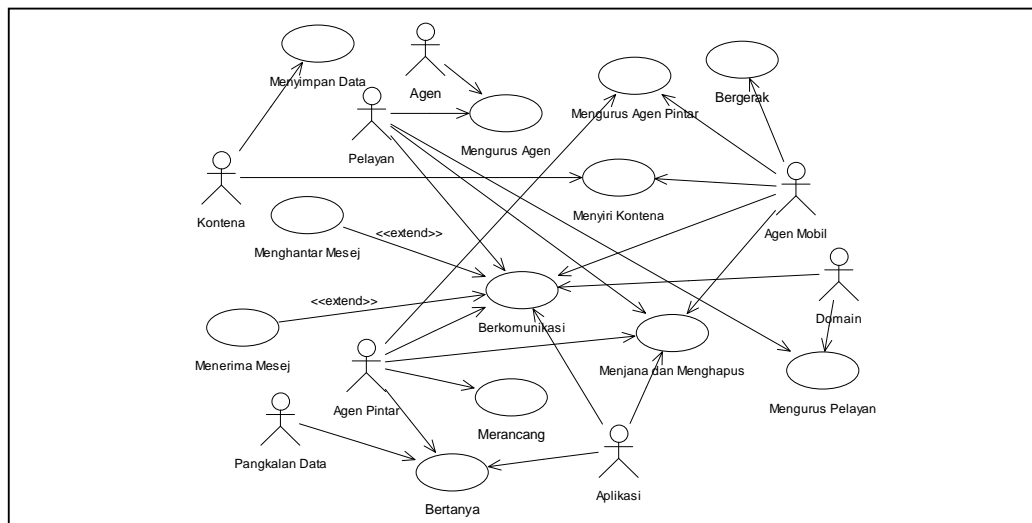 Menyimpan Data
Agen
Mengurus Agen Pintar
Bergerak
Pelayan
Mengurus Agen
Kontena
Menyiri Kontena
Agen Mobil
Menghantar Mesej
<<extend>>
<<extend>>
Berkomunikasi
Domain
Menerima Mesej
Menjana dan Menghapus
Agen Pintar
Mengurus Pelayan
Merancang
Pangkalan Data
Aplikasi
Bertanya